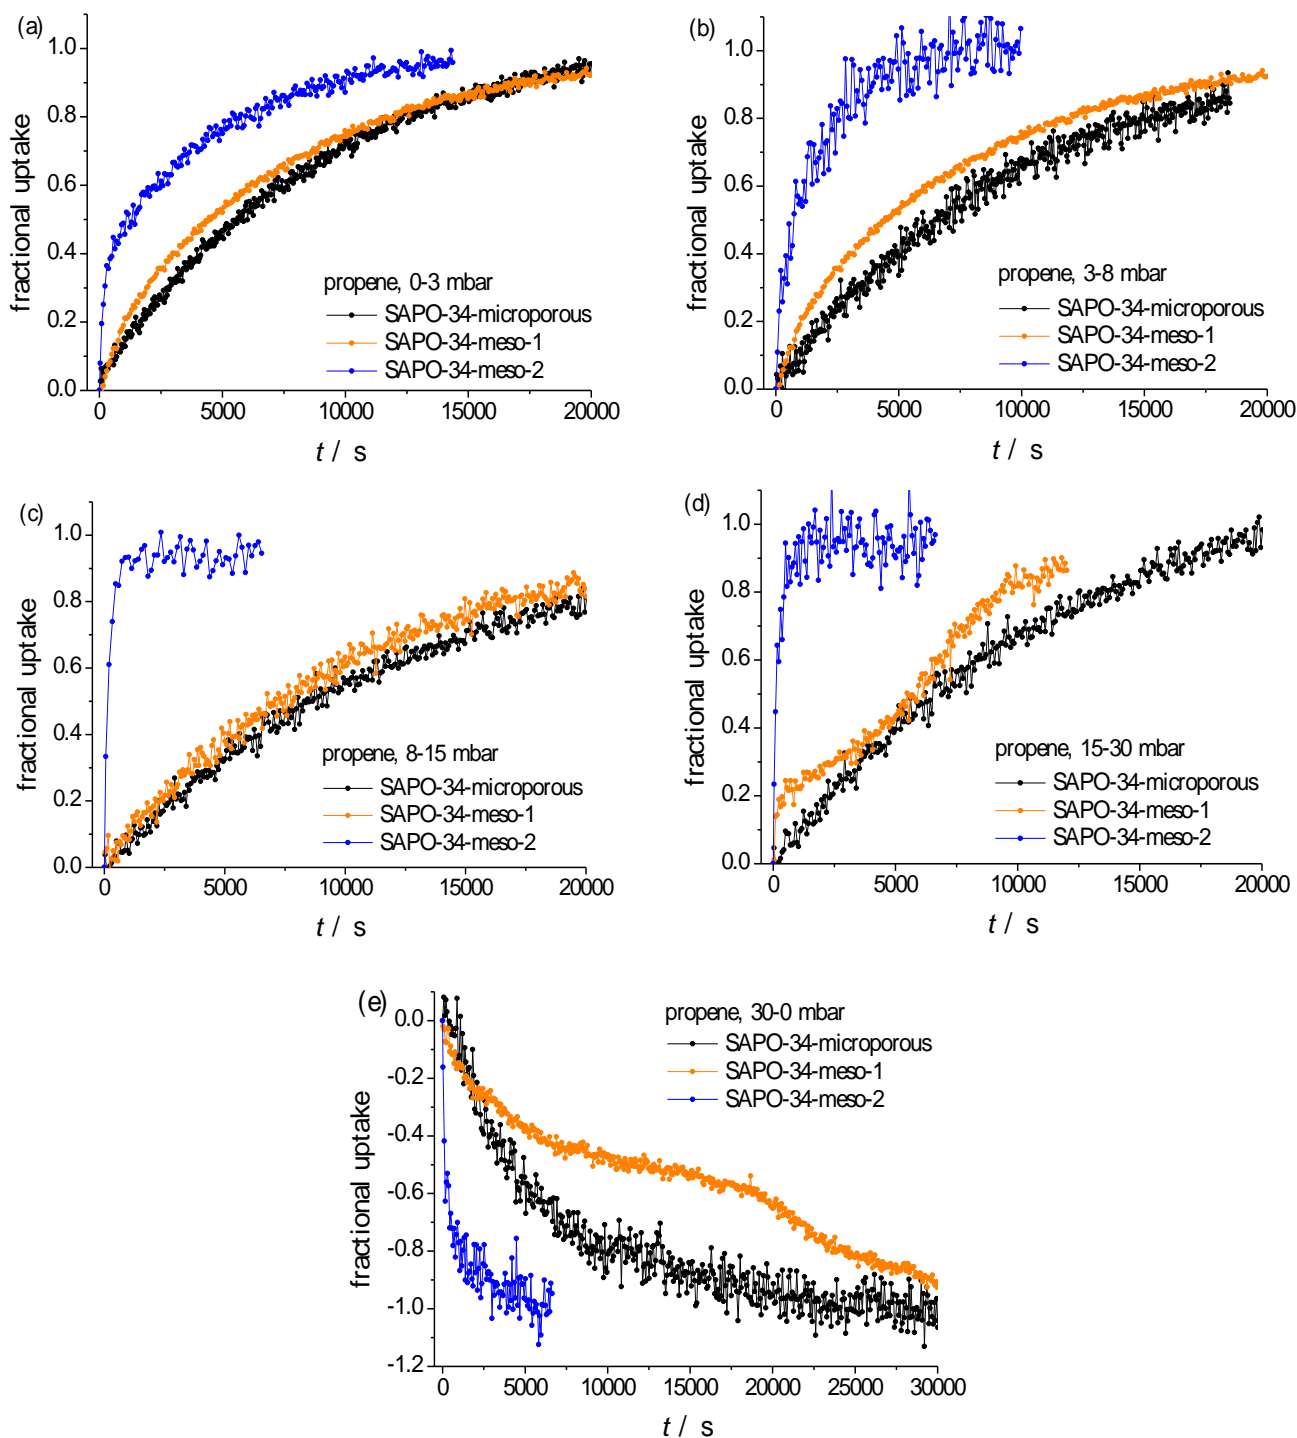 (a)
fractional uptake
1.0
0.8
0.6
0.4
0.2
0.0
propene, 0-3 mbar
SAPO-34-microporous
SAPO-34-meso-1
SAPO-34-meso-2
0 5000 10000 15000 20000
t / s
(b)
fractional uptake
1.0
0.8
0.6
0.4
0.2
0.0
propene, 3-8 mbar
SAPO-34-microporous
SAPO-34-meso-1
SAPO-34-meso-2
0 5000 10000 15000 20000
t / s
(c)
fractional uptake
1.0
0.8
0.6
0.4
0.2
0.0
propene, 8-15 mbar
SAPO-34-microporous
SAPO-34-meso-1
SAPO-34-meso-2
0 5000 10000 15000 20000
t / s
(d)
fractional uptake
1.0
0.8
0.6
0.4
0.2
0.0
propene, 15-30 mbar
SAPO-34-microporous
SAPO-34-meso-1
SAPO-34-meso-2
0 5000 10000 15000 20000
t / s
(e)
fractional uptake
0.0
-0.2
-0.4
-0.6
-0.8
-1.0
-1.2
propene, 30-0 mbar
SAPO-34-microporous
SAPO-34-meso-1
SAPO-34-meso-2
0 5000 10000 15000 20000 25000 30000
t / s